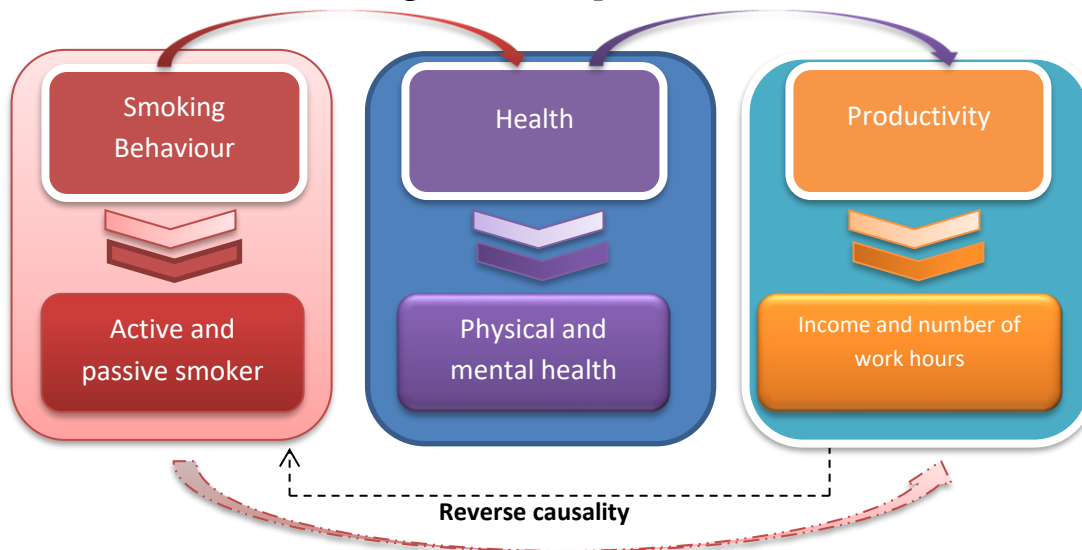 Smoking
Behaviour
Health
Productivity
Active and
passive smoker
Physical and
mental health
Income and number of
work hours
Reverse causality